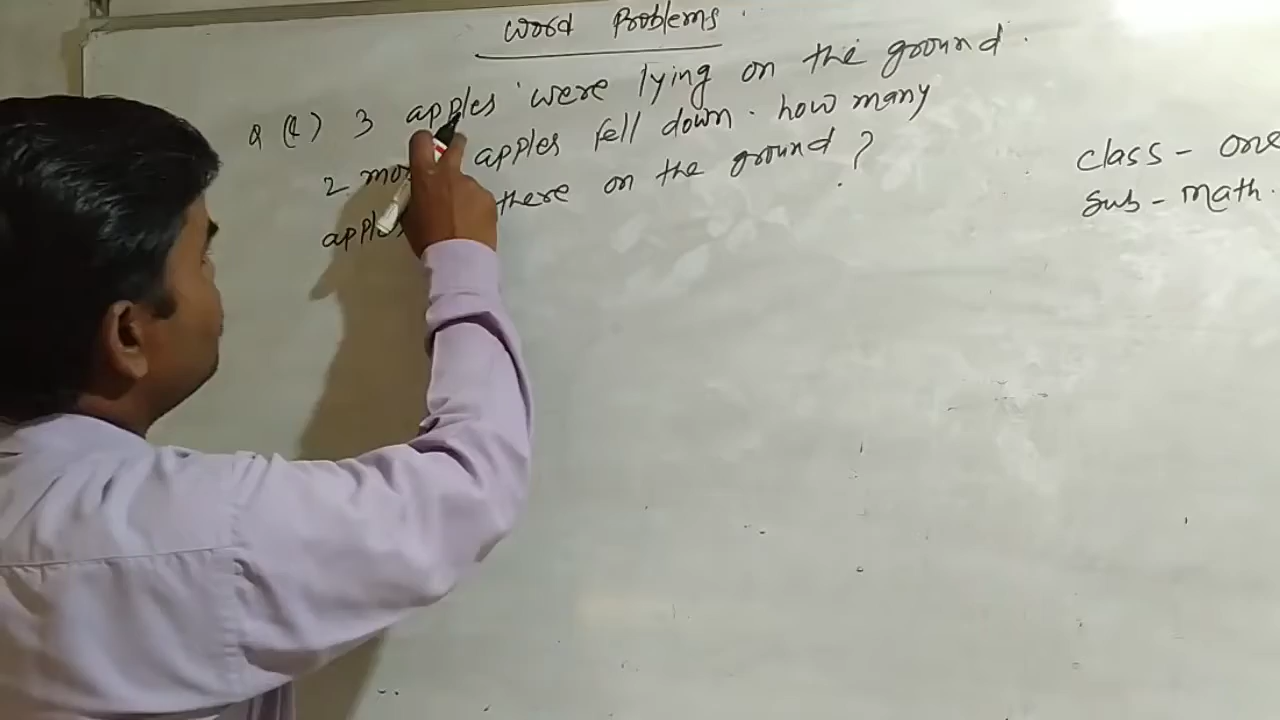 Word Problems.
Q (1) 3 apples were lying on the ground.
2 more apples fell down. how many
apples there on the ground?
class - one
Sub - math.